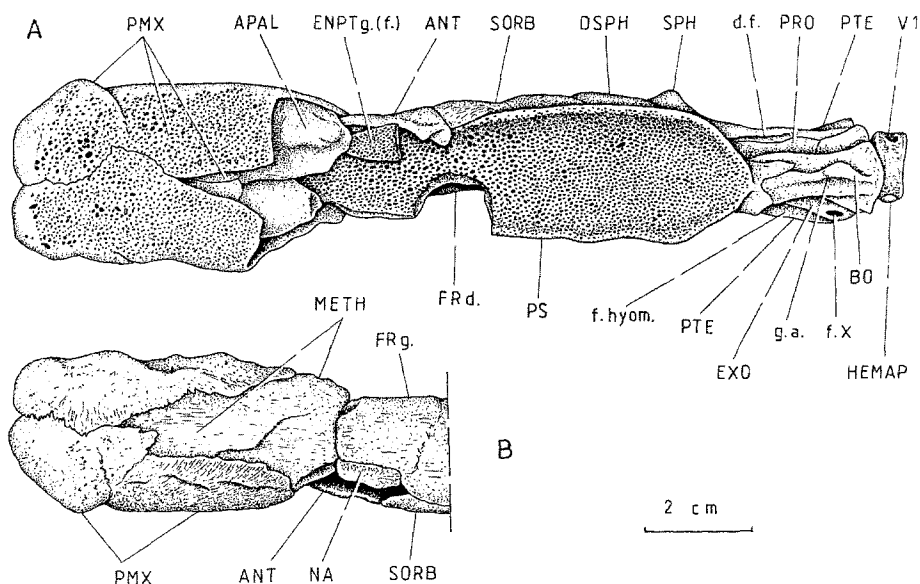 A PMX APAL ENPTg.(f.) ANT SORB DSPH SPH d.f. PRO PTE V1
FRd. PS f.hyom. PTE EXO g.a. f.X BO HEMAP
METH FRg.
B
2 cm
PMX ANT NA SORB